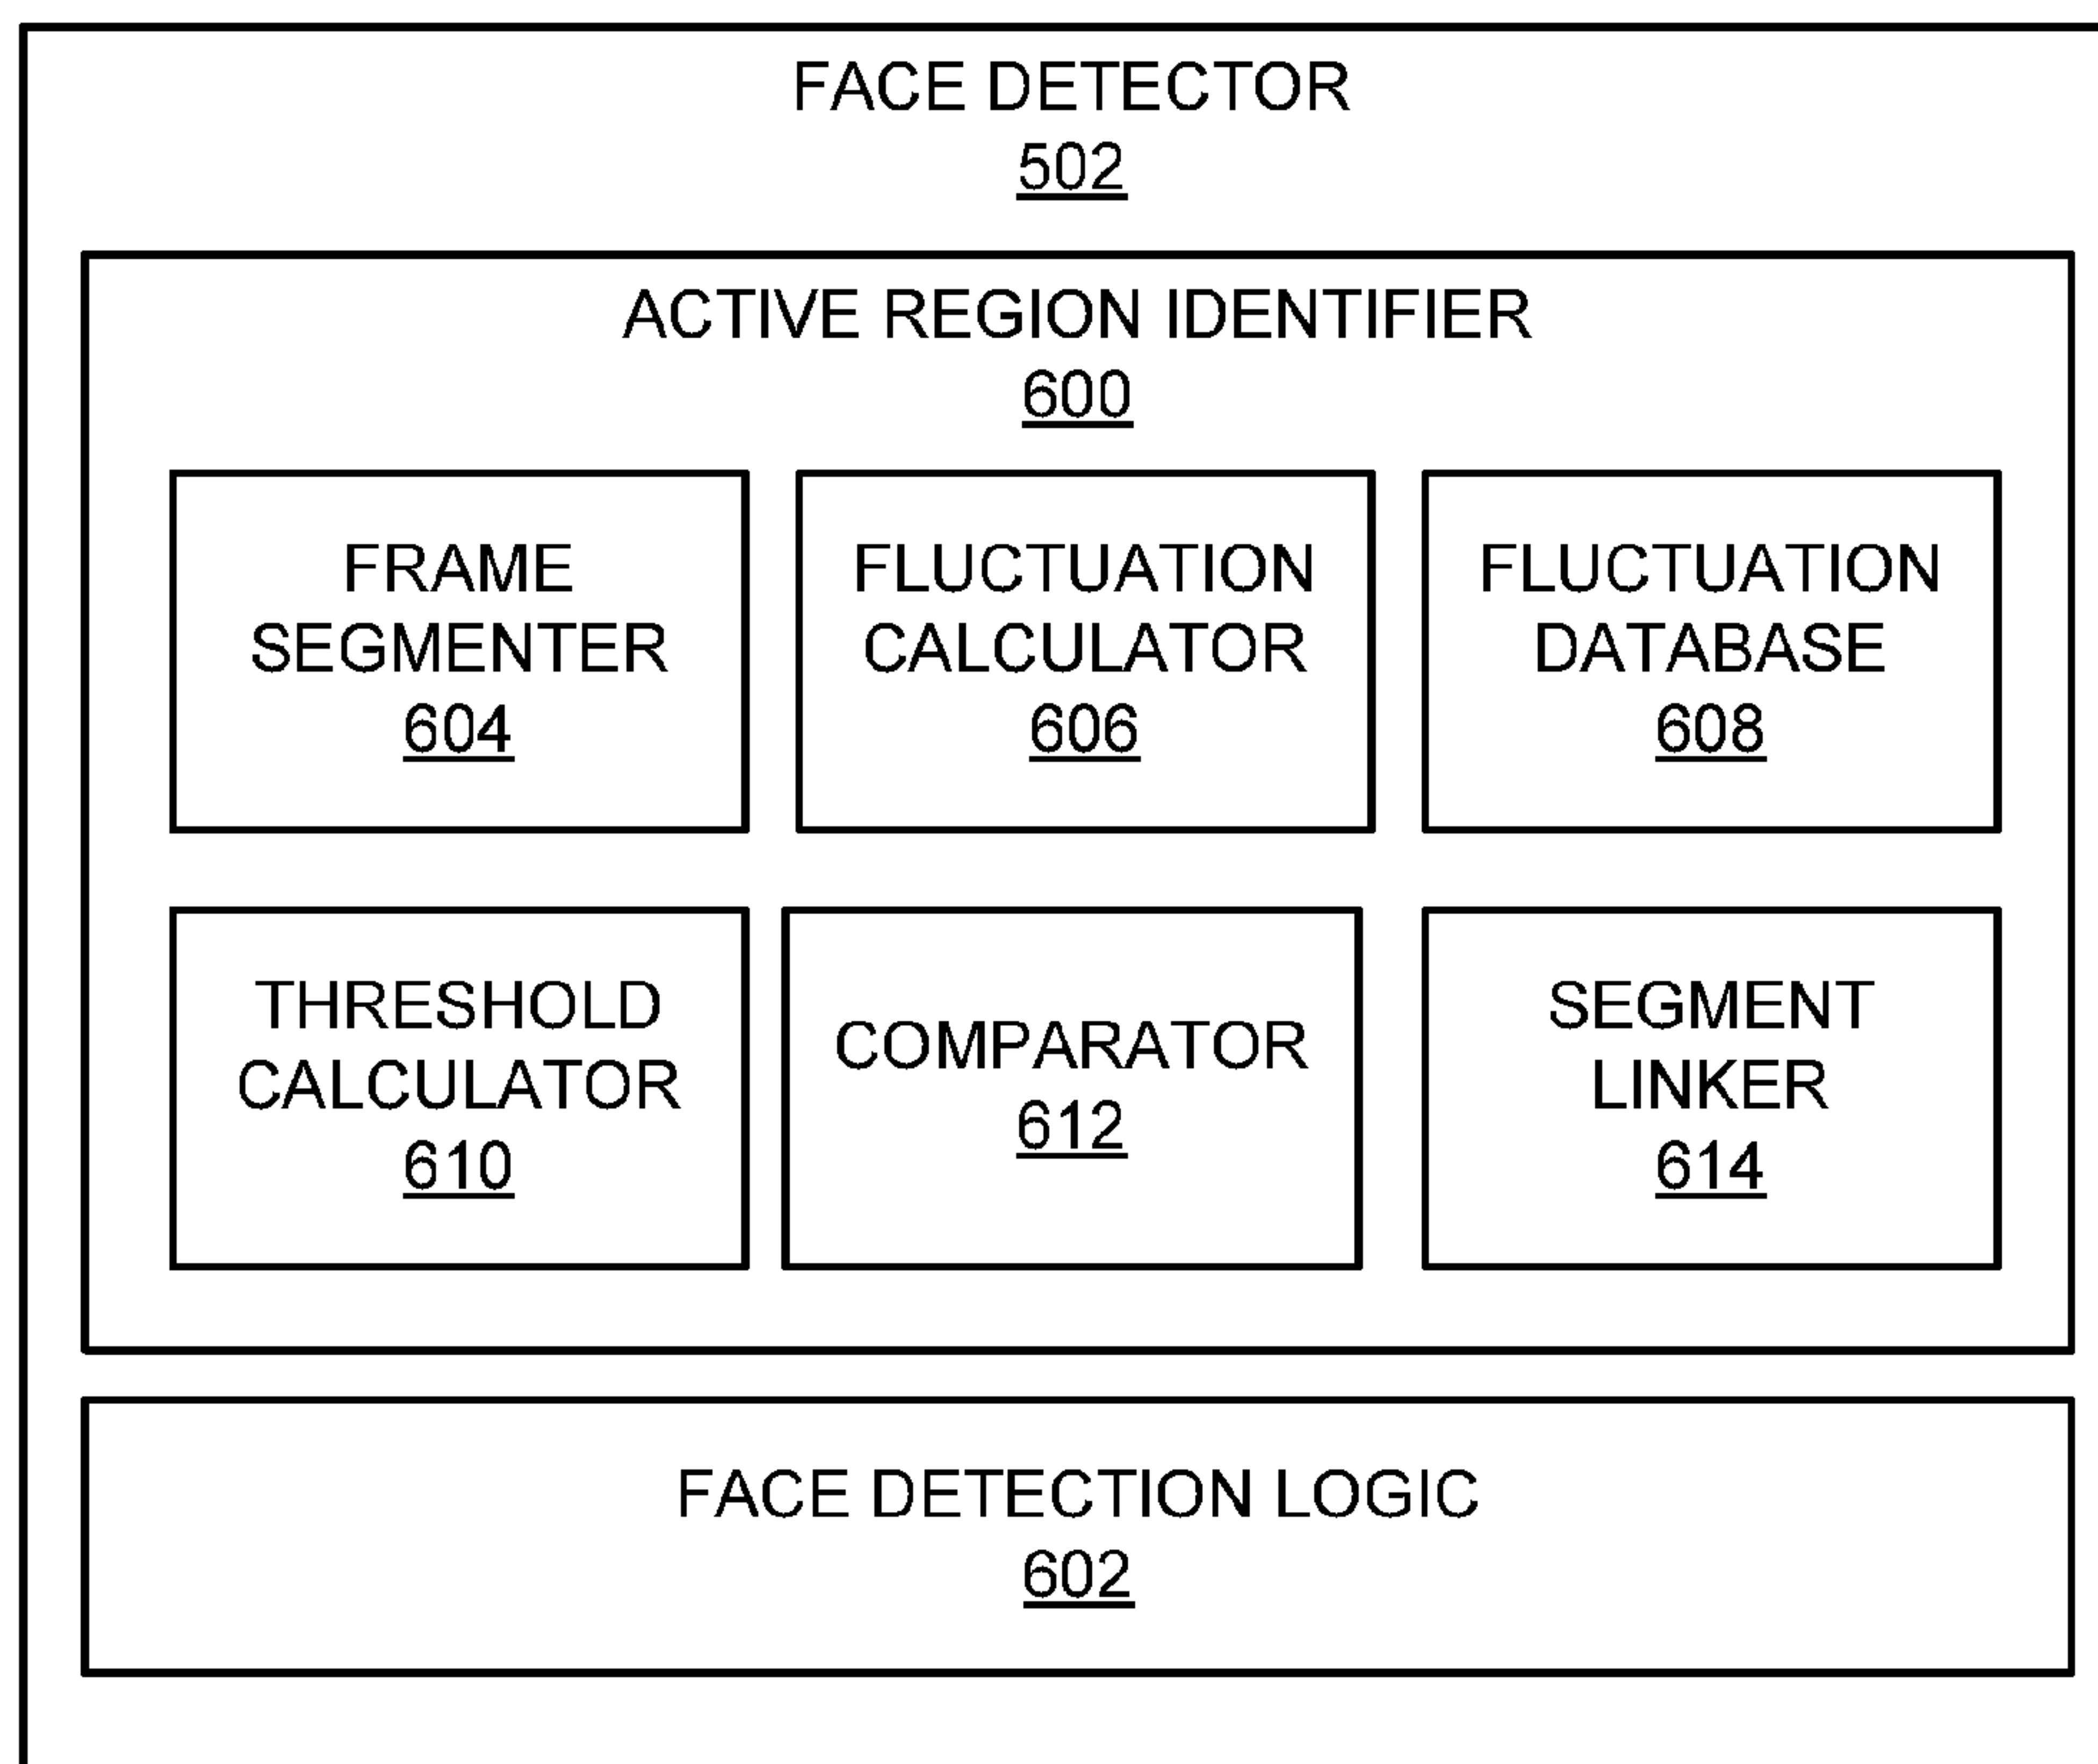 FACE DETECTOR
502
ACTIVE REGION IDENTIFIER
600
FRAME
SEGMENTER
604
FLUCTUATION
CALCULATOR
606
FLUCTUATION
DATABASE
608
THRESHOLD
CALCULATOR
610
COMPARATOR
612
SEGMENT
LINKER
614
FACE DETECTION LOGIC
602